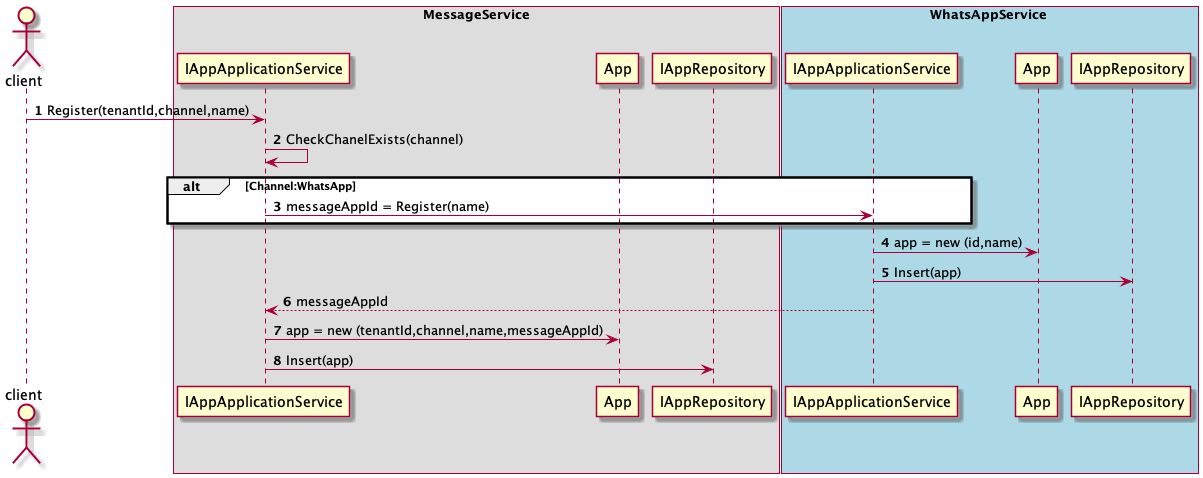 MessageService
WhatsAppService
client
IAppApplicationService
App
IAppRepository
IAppApplicationService
App
IAppRepository
1 Register(tenantId,channel,name)
2 CheckChanelExists(channel)
alt [Channel:WhatsApp]
3 messageAppId = Register(name)
4 app = new (id,name)
5 Insert(app)
6 messageAppId
7 app = new (tenantId,channel,name,messageAppId)
8 Insert(app)
client
IAppApplicationService
App
IAppRepository
IAppApplicationService
App
IAppRepository